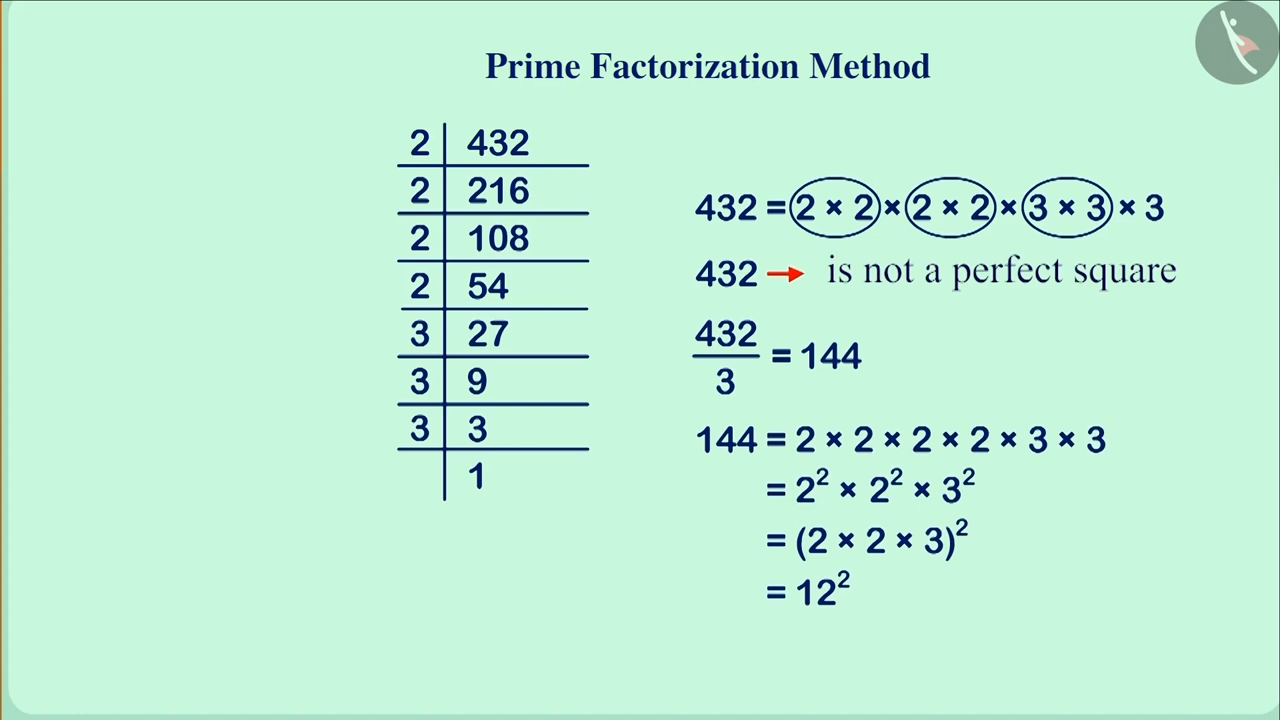 Prime Factorization Method
2 | 432
2 | 216
2 | 108
2 | 54
3 | 27
3 | 9
3 | 3
1
432 = 2 × 2 × 2 × 2 × 3 × 3 × 3
432 → is not a perfect square
432/3 = 144
144 = 2 × 2 × 2 × 2 × 3 × 3
= 2² × 2² × 3²
= (2 × 2 × 3)²
= 12²